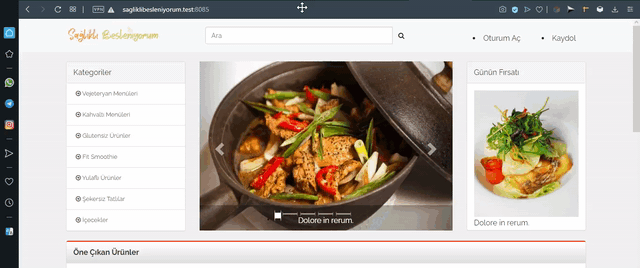 VPN
saglıklibesleniyorum.test:8085
Sağlıklı Besleniyorum
Ara
Oturum Aç
Kaydol
Kategoriler
Vejeteryan Menüleri
Kahvaltı Menüleri
Glutensiz Ürünler
Fit Smoothie
Yulaflı Ürünler
Şekersiz Tatlılar
İçecekler
Dolore in rerum.
Günün Fırsatı
Dolore in rerum.
Öne Çıkan Ürünler